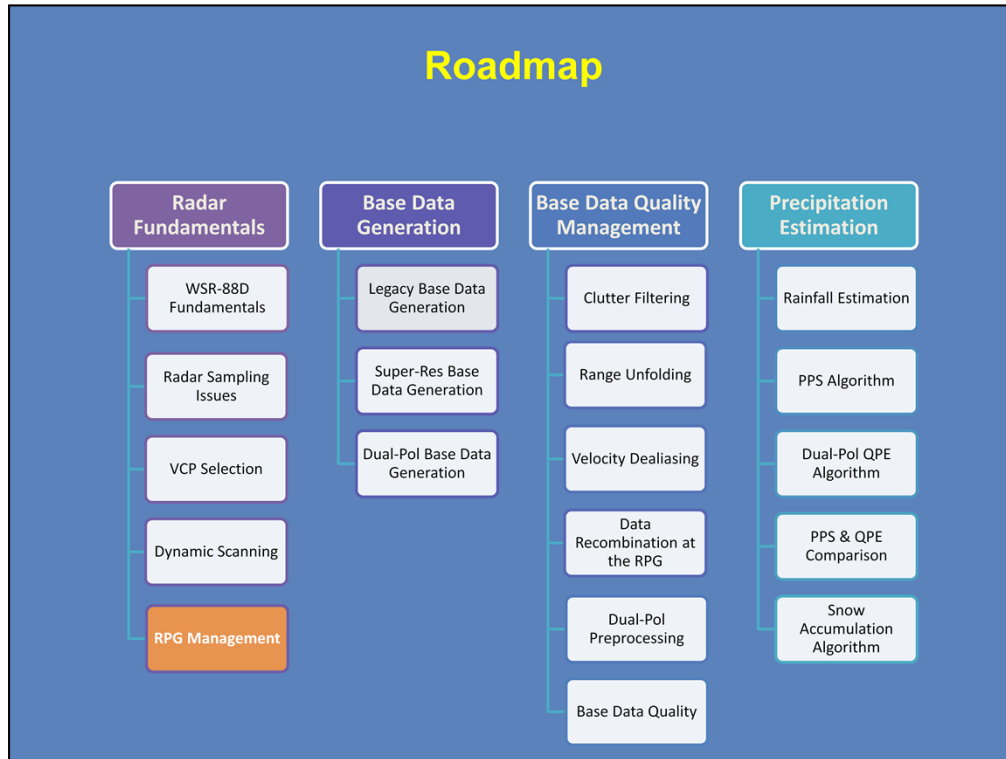 Roadmap
Radar
Fundamentals
WSR-88D
Fundamentals
Radar Sampling
Issues
VCP Selection
Dynamic Scanning
RPG Management
Base Data
Generation
Legacy Base Data
Generation
Super-Res Base
Data Generation
Dual-Pol Base Data
Generation
Base Data Quality
Management
Clutter Filtering
Range Unfolding
Velocity Dealiasing
Data
Recombination at
the RPG
Dual-Pol
Preprocessing
Base Data Quality
Precipitation
Estimation
Rainfall Estimation
PPS Algorithm
Dual-Pol QPE
Algorithm
PPS & QPE
Comparison
Snow
Accumulation
Algorithm